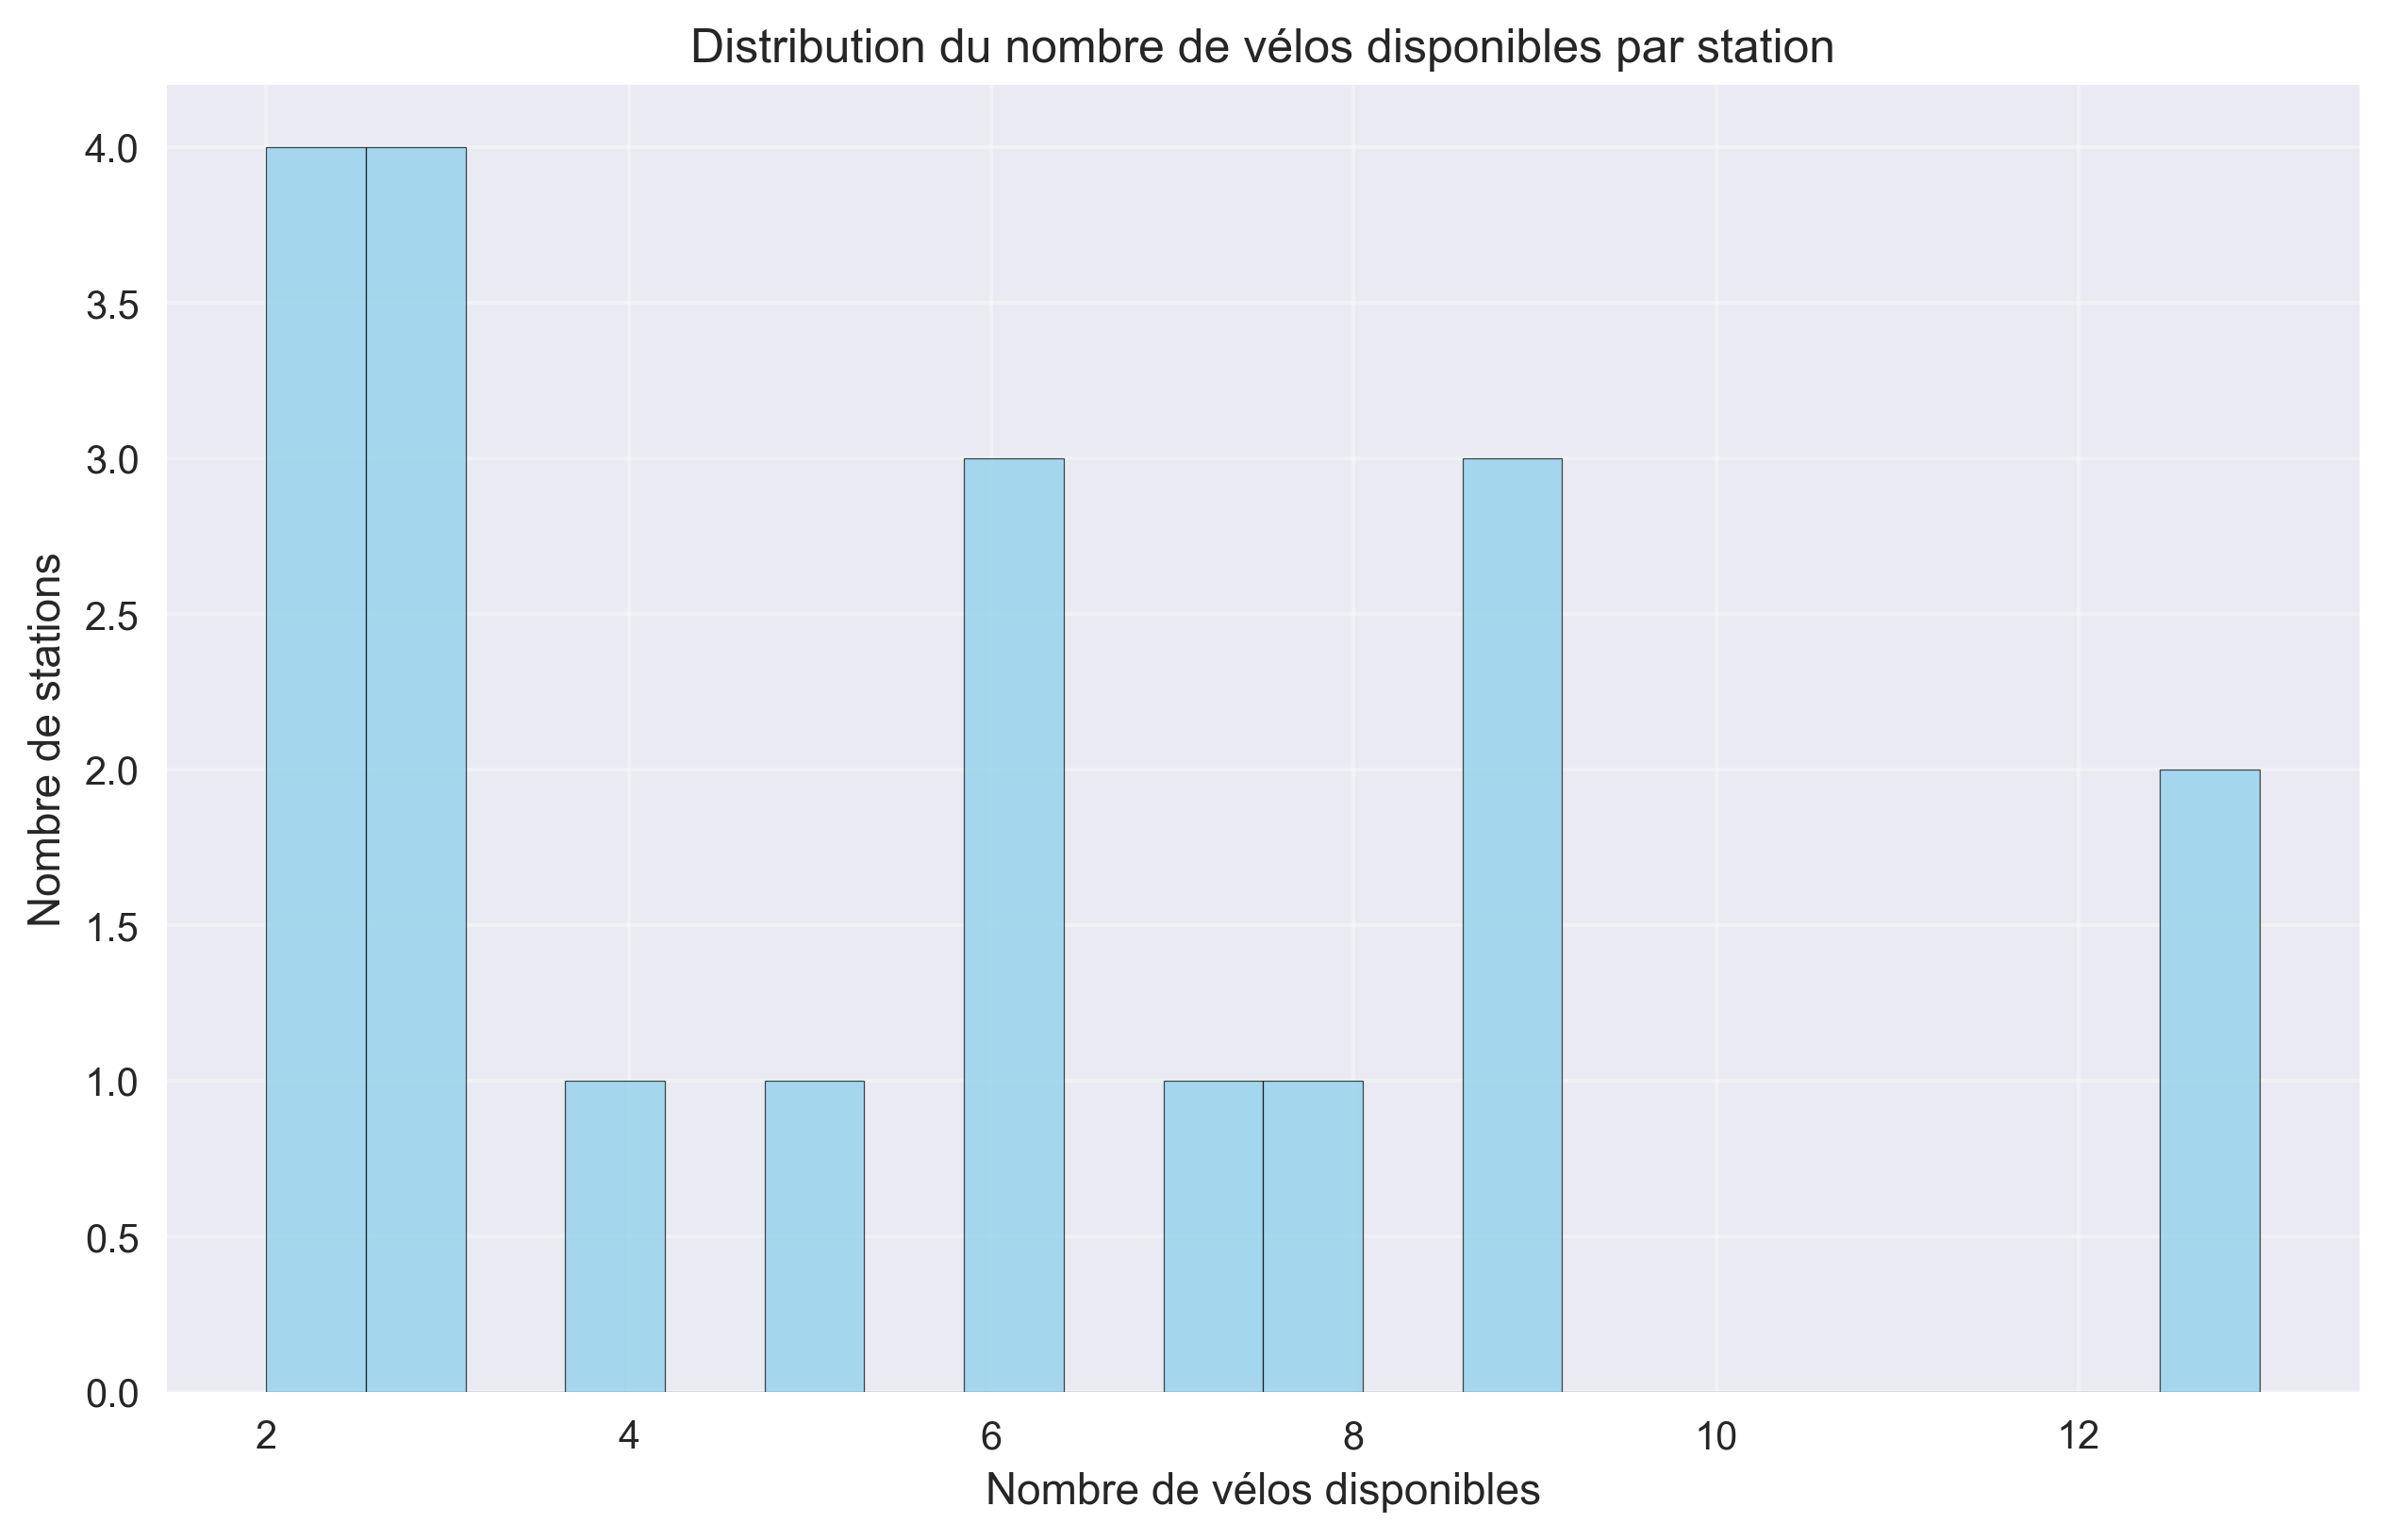 Distribution du nombre de vélos disponibles par station
Nombre de stations
4.0
3.5
3.0
2.5
2.0
1.5
1.0
0.5
0.0
2 4 6 8 10 12
Nombre de vélos disponibles